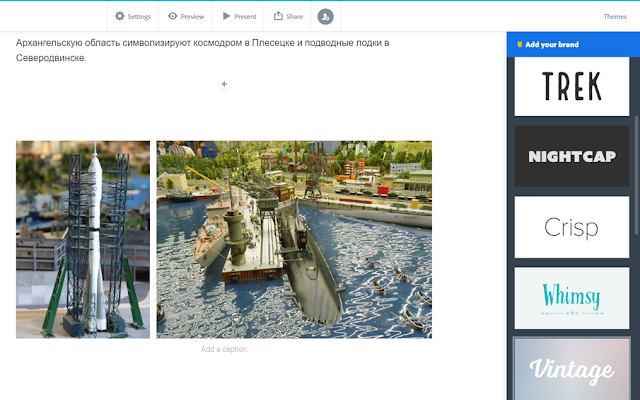 Settings
Preview
Present
Share
Themes
Архангельскую область символизируют космодром в Плесецке и подводные лодки в
Северодвинске.
+
Add a caption
Add your brand
TREK
NIGHTCAP
Crisp
Whimsy
Vintage